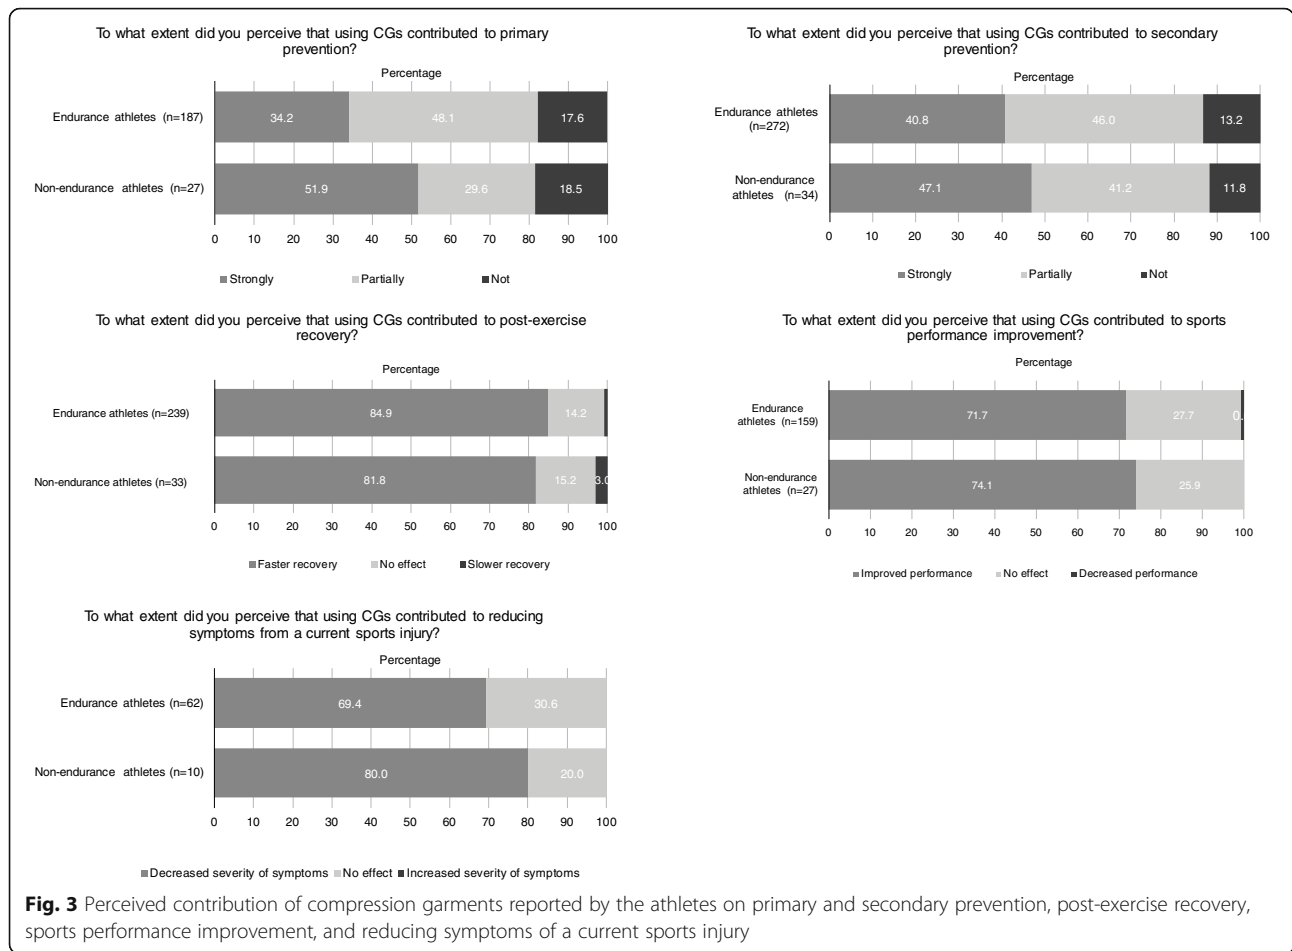 To what extent did you perceive that using CGs contributed to primary
prevention?
Percentage
Endurance athletes (n=187)
34.2 48.1 17.6
Non-endurance athletes (n=27)
51.9 29.6 18.5
0 10 20 30 40 50 60 70 80 90 100
Strongly Partially Not
To what extent did you perceive that using CGs contributed to secondary
prevention?
Percentage
Endurance athletes
(n=272)
40.8 46.0 13.2
Non-endurance
athletes (n=34)
47.1 41.2 11.8
0 10 20 30 40 50 60 70 80 90 100
Strongly Partially Not
To what extent did you perceive that using CGs contributed to post-exercise
recovery?
Percentage
Endurance athletes (n=239)
84.9 14.2
Non-endurance athletes (n=33)
81.8 15.2 3.0
0 10 20 30 40 50 60 70 80 90 100
Faster recovery No effect Slower recovery
To what extent did you perceive that using CGs contributed to sports
performance improvement?
Percentage
Endurance
athletes (n=159)
71.7 27.7
Non-endurance
athletes (n=27)
74.1 25.9
0 10 20 30 40 50 60 70 80 90 100
Improved performance No effect Decreased performance
To what extent did you perceive that using CGs contributed to reducing
symptoms from a current sports injury?
Percentage
Endurance athletes (n=62)
69.4 30.6
Non-endurance athletes (n=10)
80.0 20.0
0 10 20 30 40 50 60 70 80 90 100
Decreased severity of symptoms No effect Increased severity of symptoms
Fig. 3 Perceived contribution of compression garments reported by the athletes on primary and secondary prevention, post-exercise recovery,
sports performance improvement, and reducing symptoms of a current sports injury